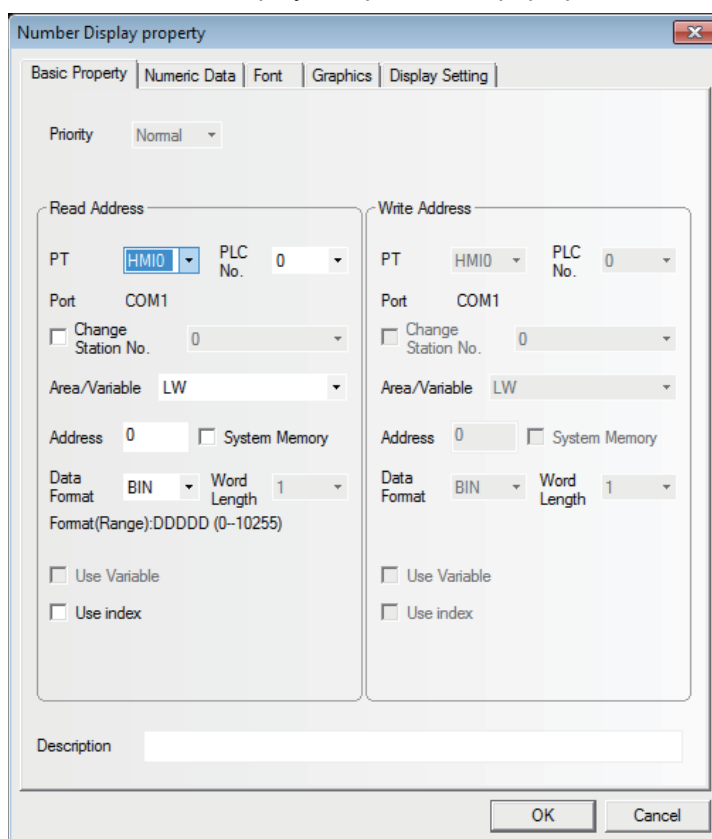 Number Display property
Basic Property Numeric Data Font Graphics Display Setting
Priority Normal
Read Address
PT HMI0 PLC No. 0
Port COM1
Change Station No. 0
Area/Variable LW
Address 0 System Memory
Data Format BIN Word Length 1
Format(Range):DDDDD (0--10255)
Use Variable
Use index
Write Address
PT HMI0 PLC No. 0
Port COM1
Change Station No. 0
Area/Variable LW
Address 0 System Memory
Data Format BIN Word Length 1
Use Variable
Use index
Description
OK Cancel